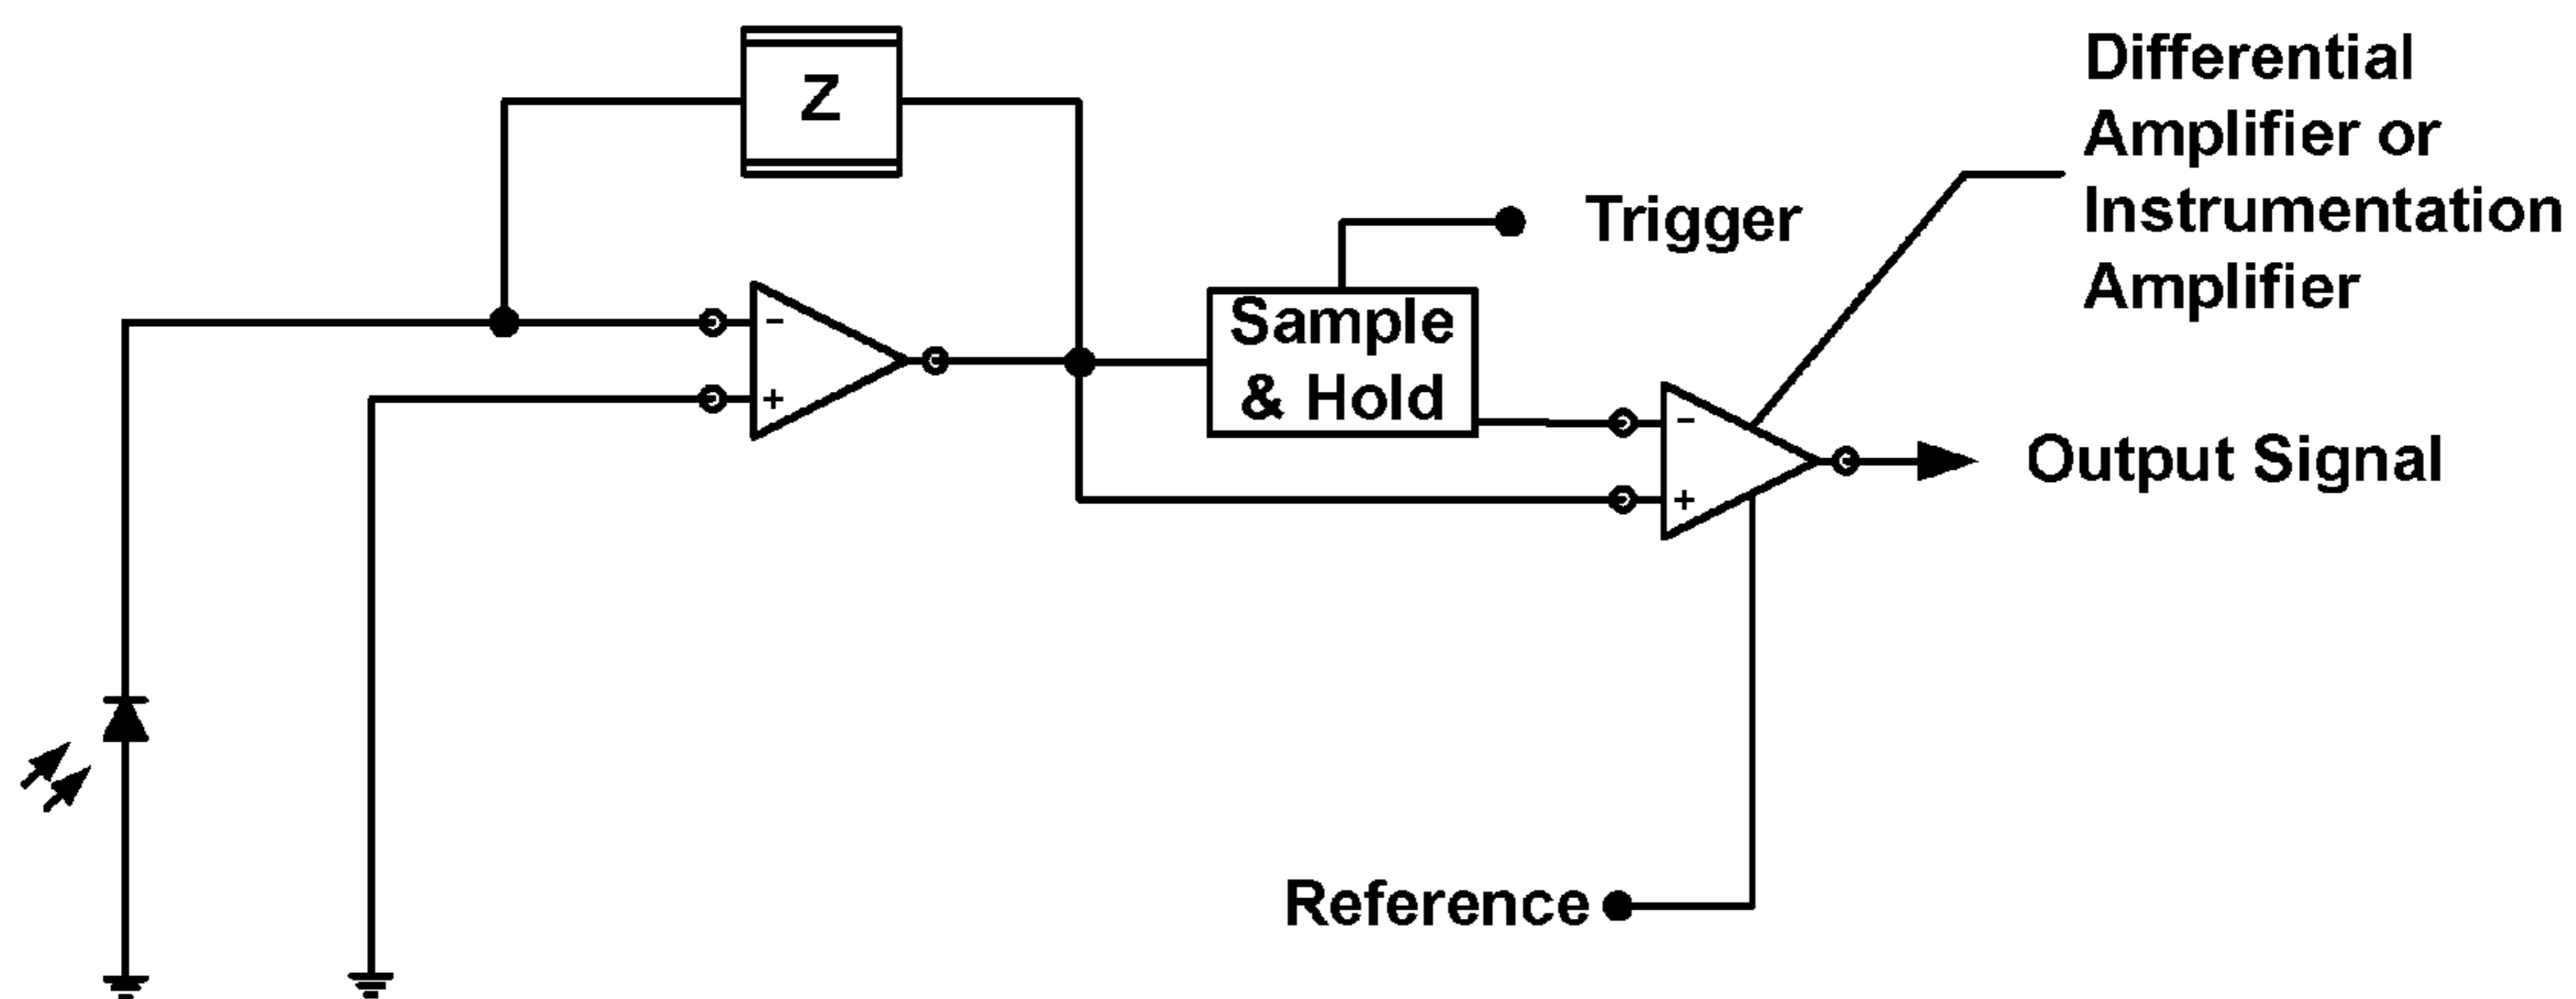 Z
Differential
Amplifier or
Instrumentation
Amplifier
Trigger
Sample
& Hold
-
+
-
+
Output Signal
Reference